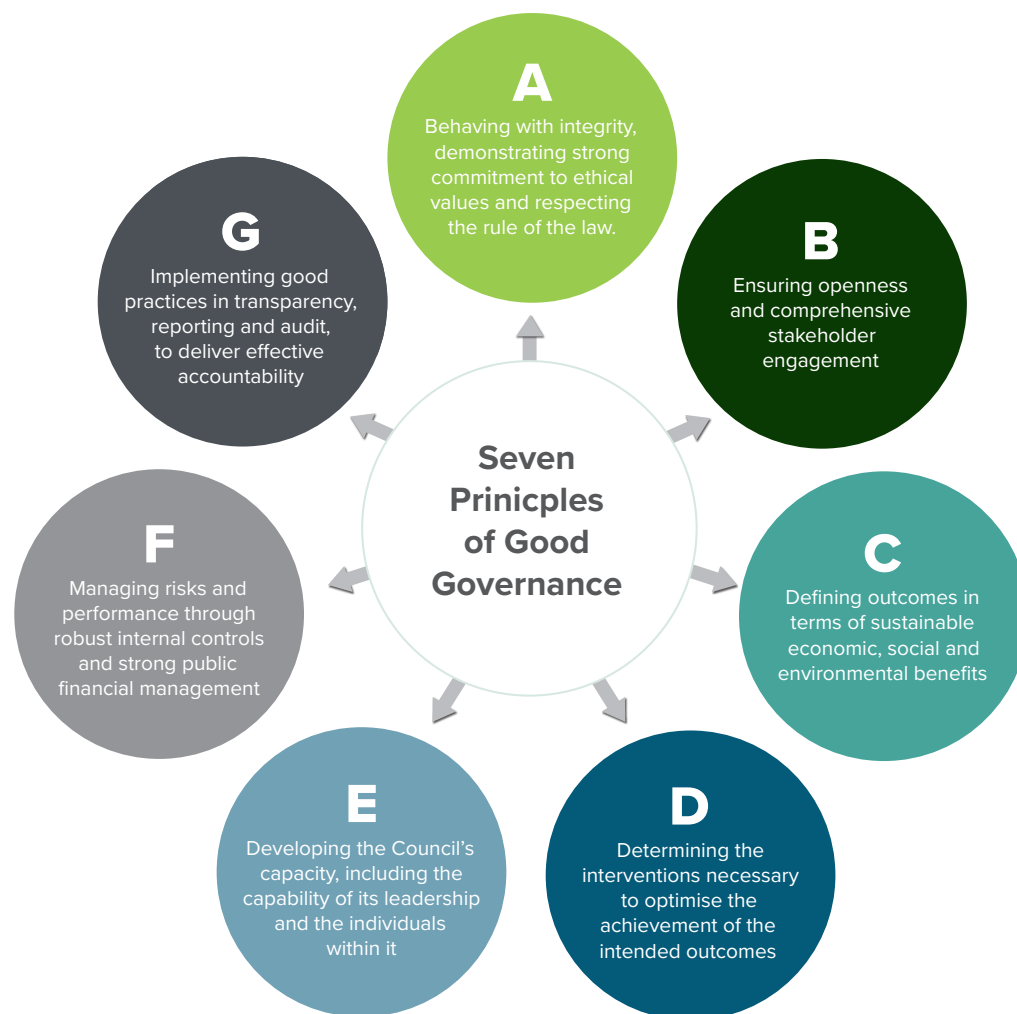 A
Behaving with integrity,
demonstrating strong
commitment to ethical
values and respecting
the rule of the law.
B
Ensuring openness
and comprehensive
stakeholder
engagement
C
Defining outcomes in
terms of sustainable
economic, social and
environmental benefits
D
Determining the
interventions necessary
to optimise the
achievement of the
intended outcomes
E
Developing the Council’s
capacity, including the
capability of its leadership
and the individuals
within it
F
Managing risks and
performance through
robust internal controls
and strong public
financial management
G
Implementing good
practices in transparency,
reporting and audit,
to deliver effective
accountability
Seven
Prinicples
of Good
Governance